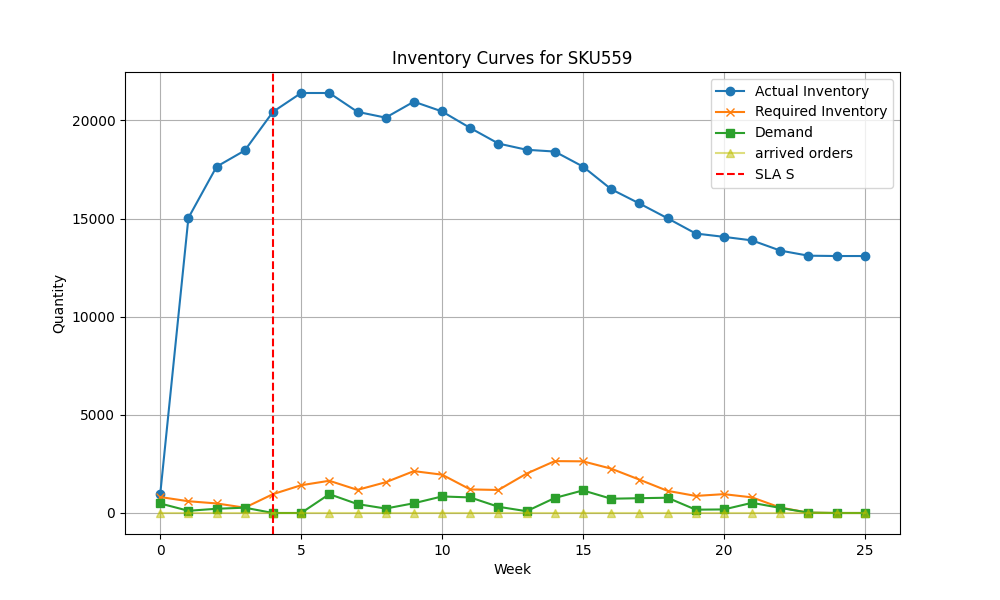 Inventory Curves for SKU559
Actual Inventory
Required Inventory
Demand
arrived orders
SLA S
20000
15000
10000
5000
0
Quantity
0 5 10 15 20 25
Week